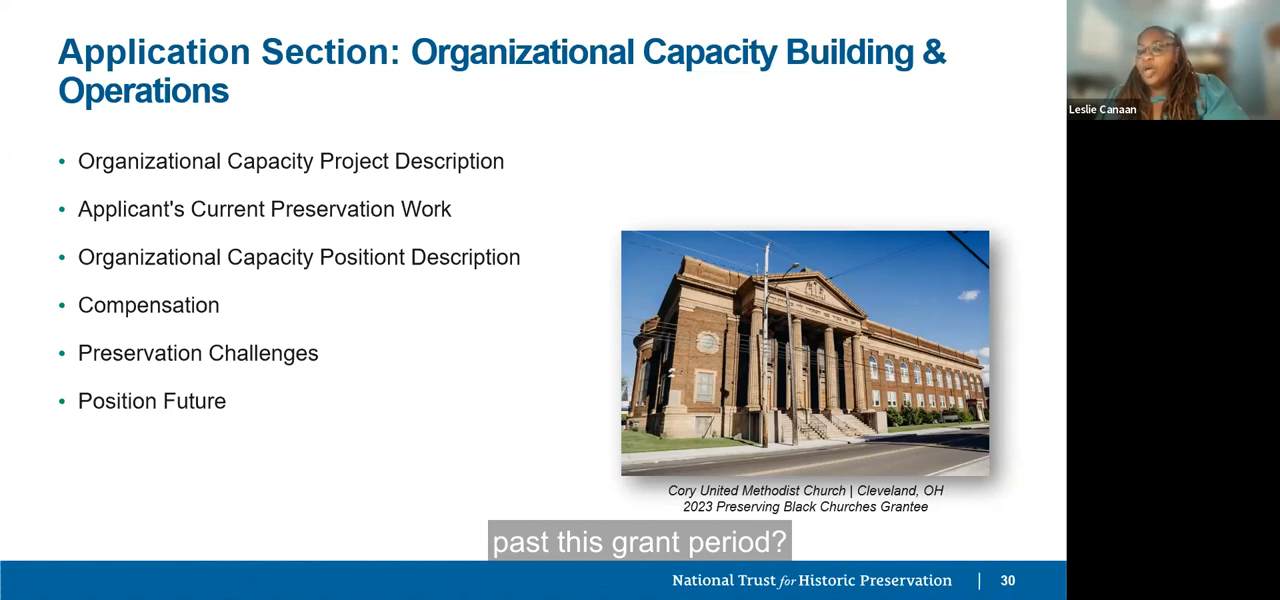 Application Section: Organizational Capacity Building &
Operations
• Organizational Capacity Project Description
• Applicant's Current Preservation Work
• Organizational Capacity Positiont Description
• Compensation
• Preservation Challenges
• Position Future
Cory United Methodist Church | Cleveland, OH
2023 Preserving Black Churches Grantee
past this grant period?
National Trust for Historic Preservation | 30
Leslie Canaan